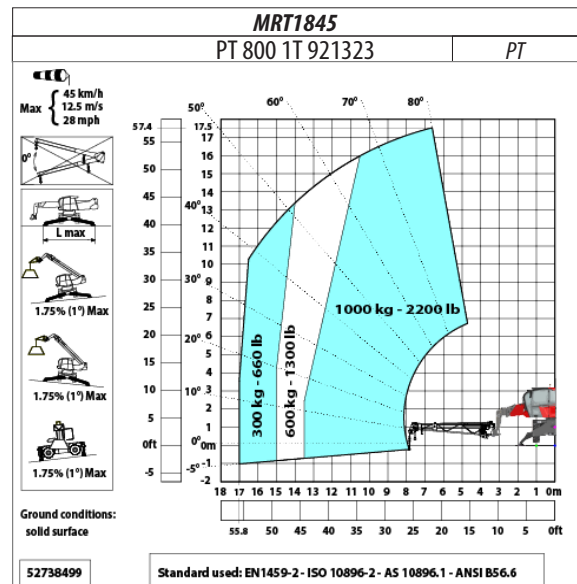 MRT1845
PT 800 1T 921323 PT
Max { 45 km/h
12.5 m/s
28 mph
0°
L max
1.75% (1°) Max
1.75% (1°) Max
1.75% (1°) Max
Ground conditions:
solid surface
57.4
55
50
45
40
35
30
25
20
15
10
5
0ft
-5
17.5
17
16
15
14
13
12
11
10
9
8
7
6
5
4
3
2
1
0m
-1
-2
50°
60°
70°
80°
40°
30°
20°
10°
0°
-5°
300 kg - 660 lb
600 kg - 1300 lb
1000 kg - 2200 lb
18 17 16 15 14 13 12 11 10 9 8 7 6 5 4 3 2 1 0m
55.8 50 45 40 35 30 25 20 15 10 5 0ft
52738499
Standard used: EN1459-2 - ISO 10896-2 - AS 10896.1 - ANSI B56.6